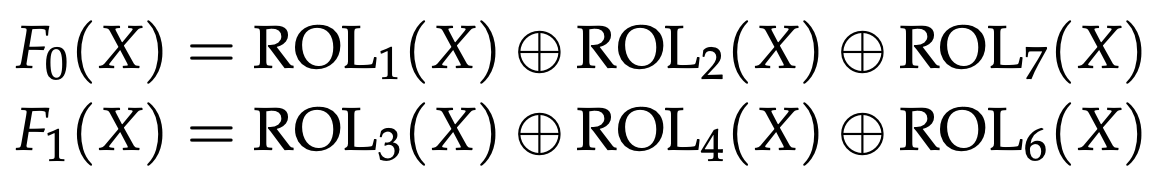 F₀(X) = ROL₁(X) ⊕ ROL₂(X) ⊕ ROL₇(X)
F₁(X) = ROL₃(X) ⊕ ROL₄(X) ⊕ ROL₆(X)